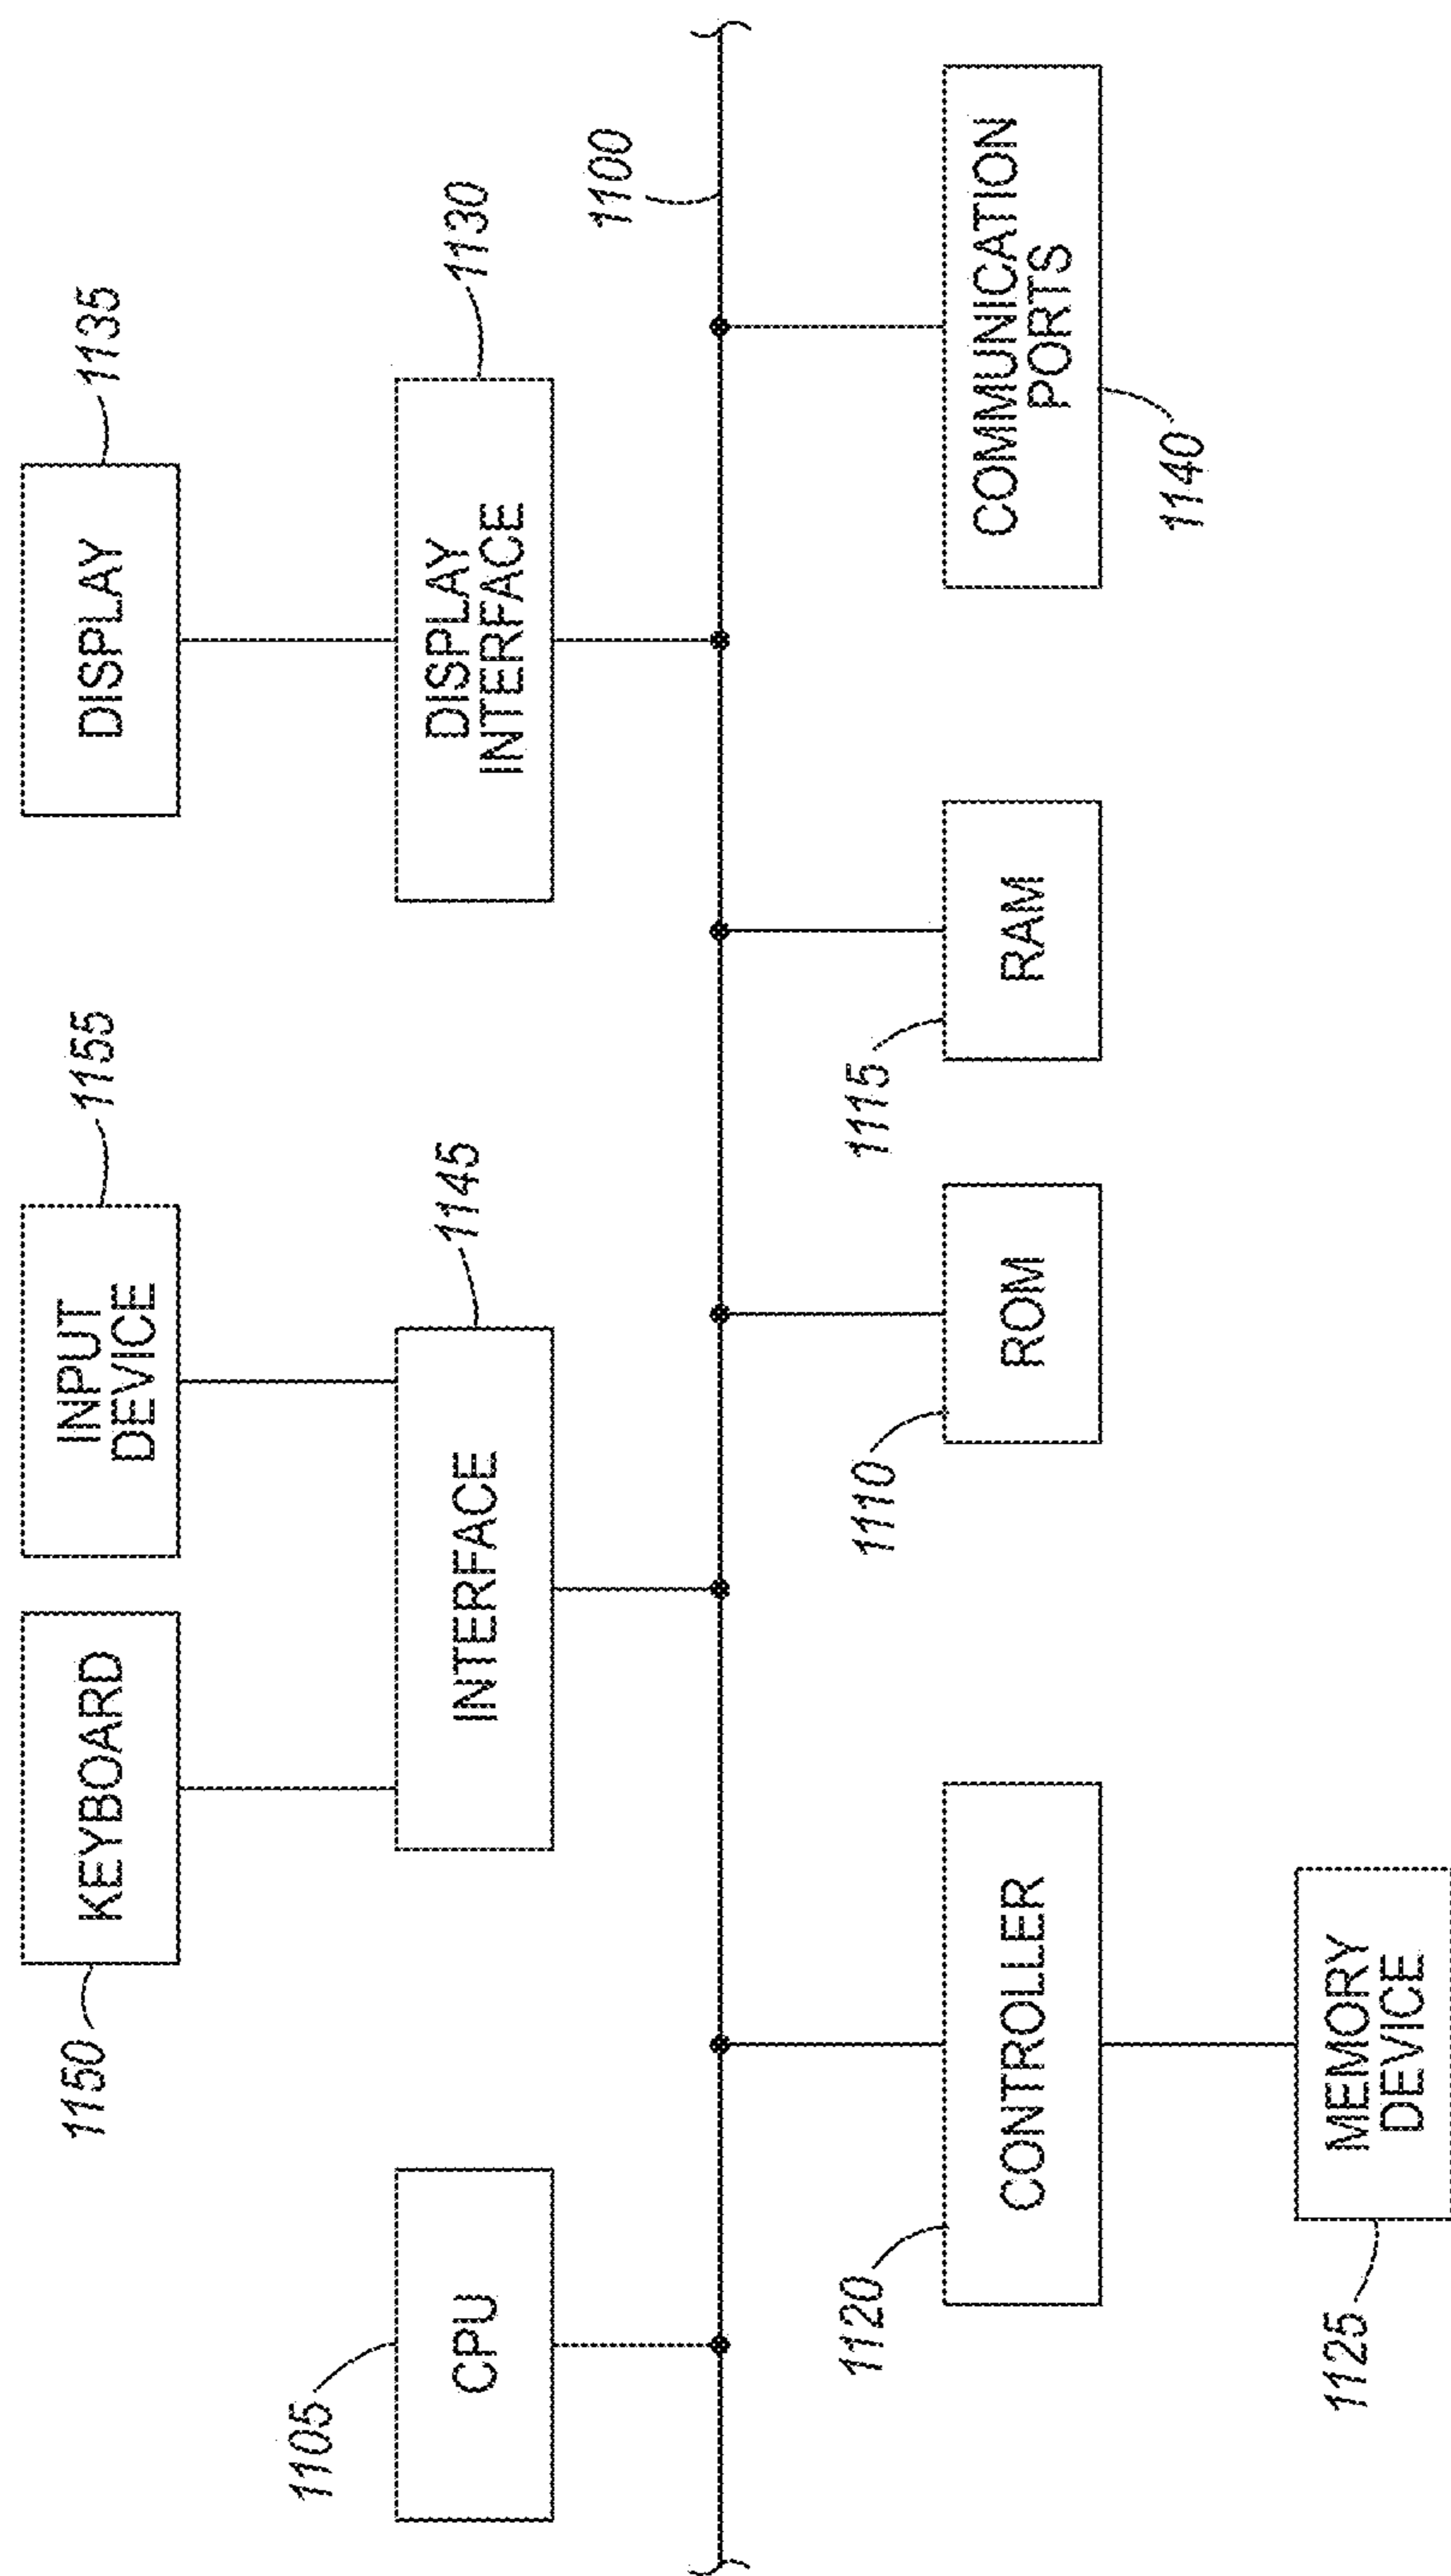 1150
KEYBOARD
INPUT
DEVICE
1155
DISPLAY
1135
1105
CPU
INTERFACE
1145
DISPLAY
INTERFACE
1130
1100
1120
CONTROLLER
1110
ROM
1115
RAM
COMMUNICATION
PORTS
1140
1125
MEMORY
DEVICE